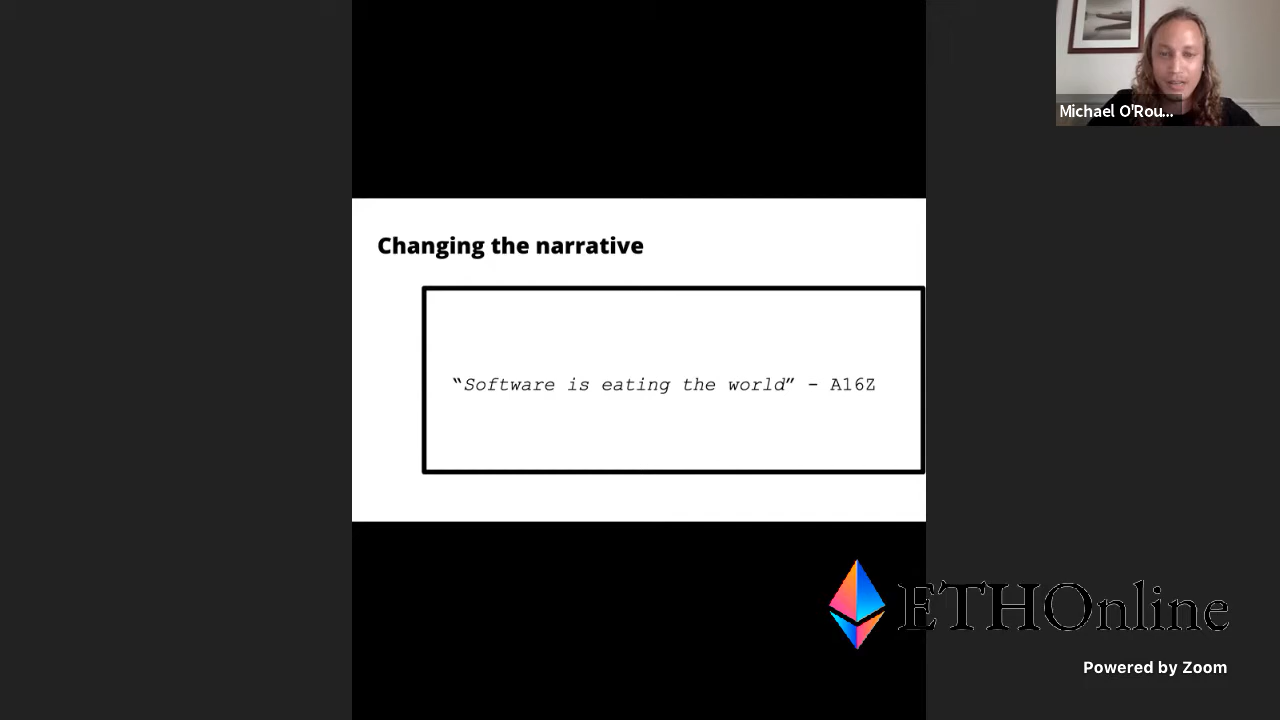 Michael O'Rou...
Changing the narrative
“Software is eating the world” - A16Z
ETHOnline
Powered by Zoom